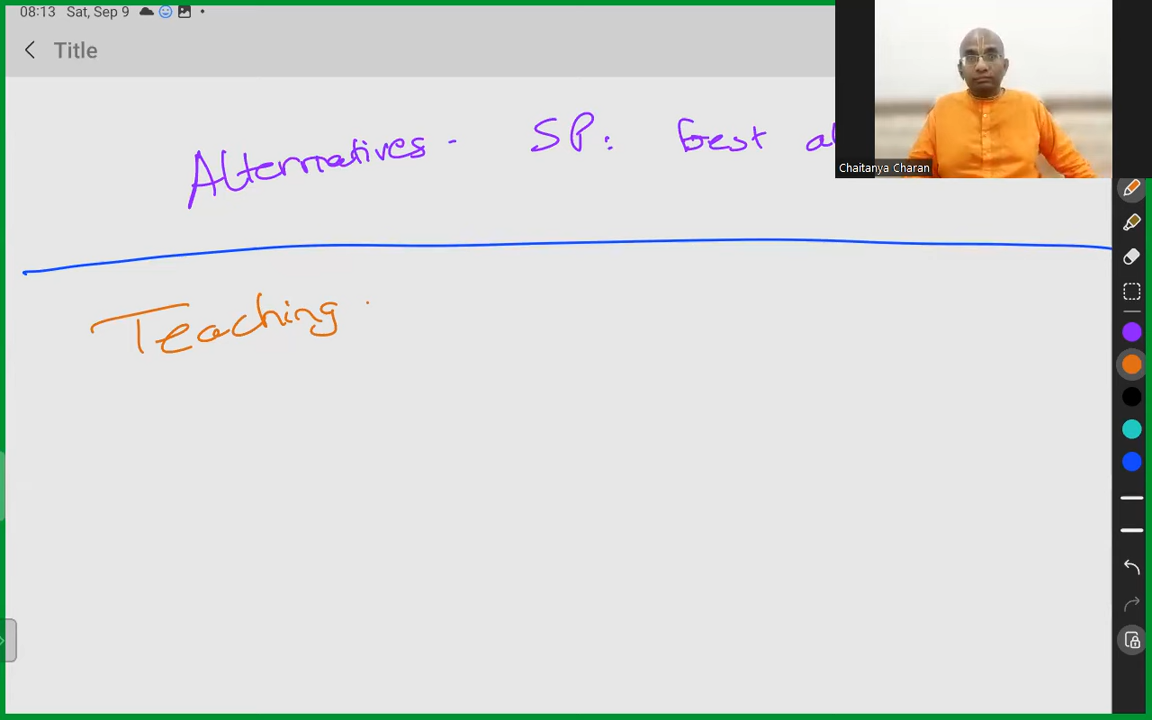 08:13 Sat, Sep 9
Title
Alternatives - SP: Best
Chaitanya Charan
Teaching